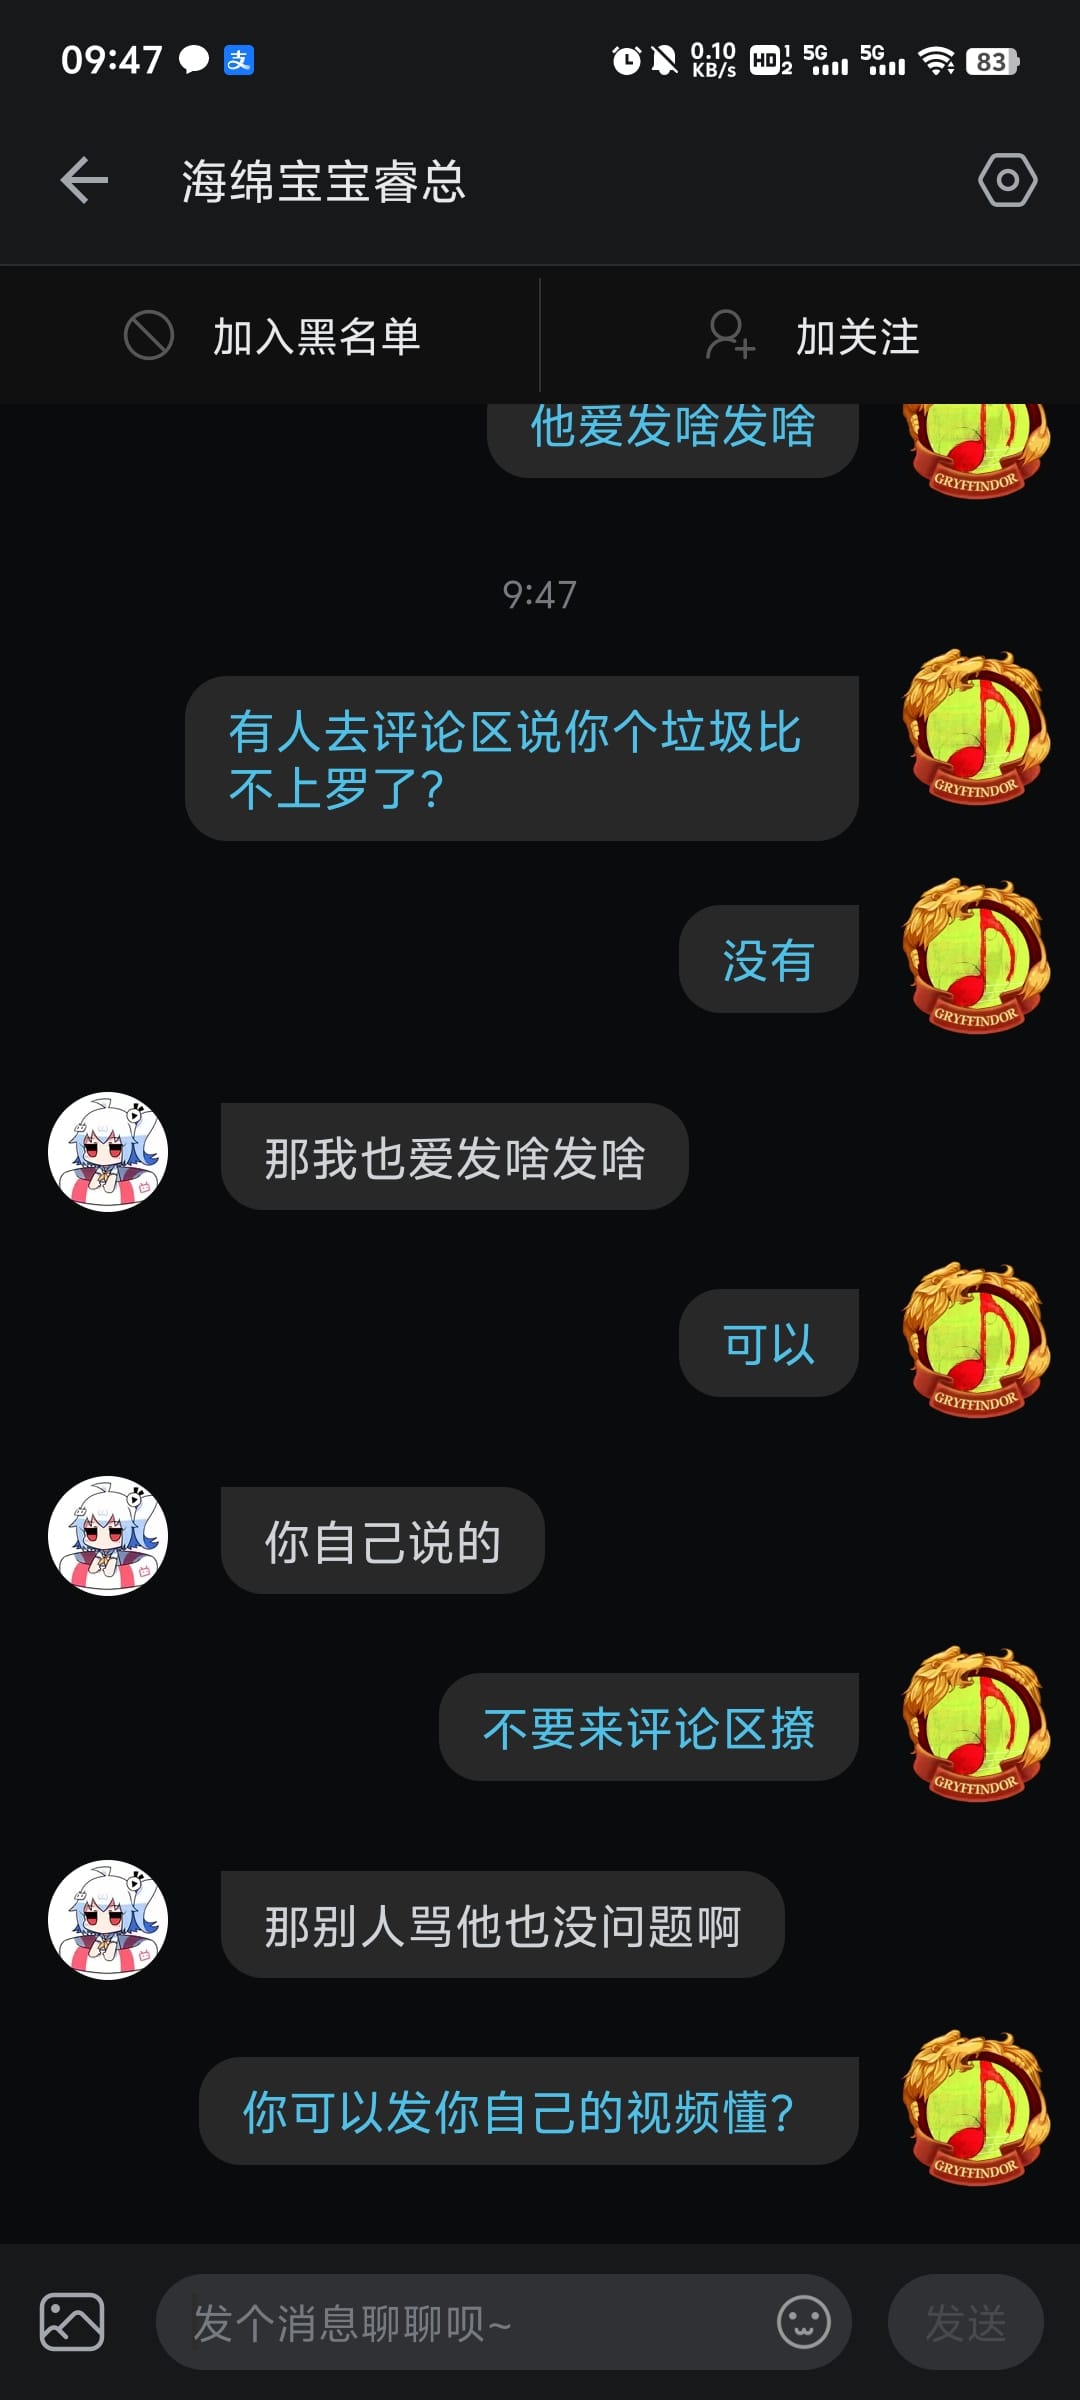 09:47 支 0.10 KB/s HD 1 2 5G 5G 83
海绵宝宝睿总
加入黑名单 加关注
他爱发啥发啥
GRYFFINDOR
9:47
有人去评论区说你个垃圾比
不上罗了?
GRYFFINDOR
没有
GRYFFINDOR
那我也爱发啥发啥
可以
GRYFFINDOR
你自己说的
不要来评论区撩
GRYFFINDOR
那别人骂他也没问题啊
你可以发你自己的视频懂?
GRYFFINDOR
发个消息聊聊呗~ 发送